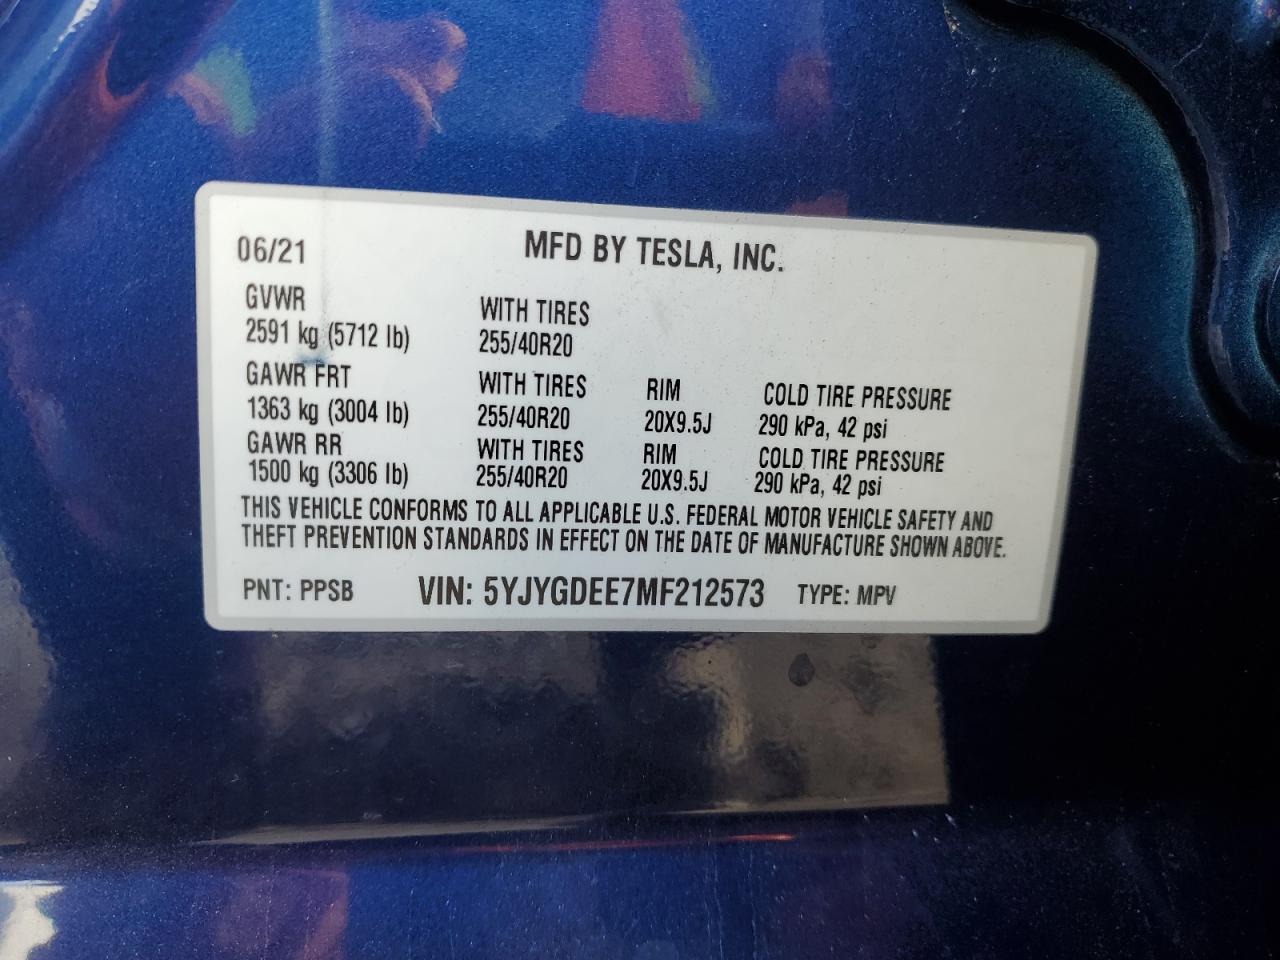 06/21 MFD BY TESLA, INC.
GVWR WITH TIRES
2591 kg (5712 lb) 255/40R20
GAWR FRT WITH TIRES RIM COLD TIRE PRESSURE
1363 kg (3004 lb) 255/40R20 20X9.5J 290 kPa, 42 psi
GAWR RR WITH TIRES RIM COLD TIRE PRESSURE
1500 kg (3306 lb) 255/40R20 20X9.5J 290 kPa, 42 psi
THIS VEHICLE CONFORMS TO ALL APPLICABLE U.S. FEDERAL MOTOR VEHICLE SAFETY AND
THEFT PREVENTION STANDARDS IN EFFECT ON THE DATE OF MANUFACTURE SHOWN ABOVE.
PNT: PPSB VIN: 5YJYGDEE7MF212573 TYPE: MPV